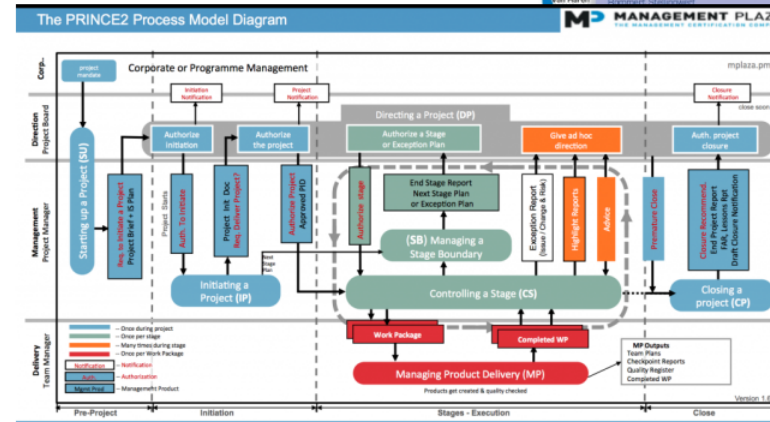 The PRINCE2 Process Model Diagram
MANAGEMENT PLAZ
THE MANAGEMENT CERTIFICATION COMP
Corp..
project
mandate
Corporate or Programme Management
mplaza.pm
Initiation
Notification
Project
Notification
Closure
Notification
close soon
Direction
Project Board
Directing a Project (DP)
Authorize
initiation
Authorize
the project
Authorize a Stage
or Exception Plan
Give ad hoc
direction
Auth. project
closure
Management
Project Manager
Starting up a Project (SU)
Req. to Initiate a Project
Project Brief + IS Plan
Project Starts
Auth. To Initiate
Project Init Doc
Req. Deliver Project?
Authorize Project
Approved PID
Authorize stage
End Stage Report
Next Stage Plan
or Exception Plan
Exception Report
(Issue / Change & Risk)
Highlight Reports
Advice
Premature Close
Closure Recommend.
End Project Report
FAR, Lessons Rpt
Draft Closure Notification
(SB) Managing a
Stage Boundary
Next
Stage
Plan
Initiating a
Project (IP)
Controlling a Stage (CS)
Closing a
project (CP)
Delivery
Team Manager
– Once during project
– Once per stage
– Many times during stage
– Once per Work Package
Notification – Notification
Auth. – Authorization
Mgmt Prod – Management Product
Work Package
Completed WP
Managing Product Delivery (MP)
Products get created & quality checked
MP Outputs
Team Plans
Checkpoint Reports
Quality Register
Completed WP
Version 1.6
Pre-Project
Initiation
Stages - Execution
Close